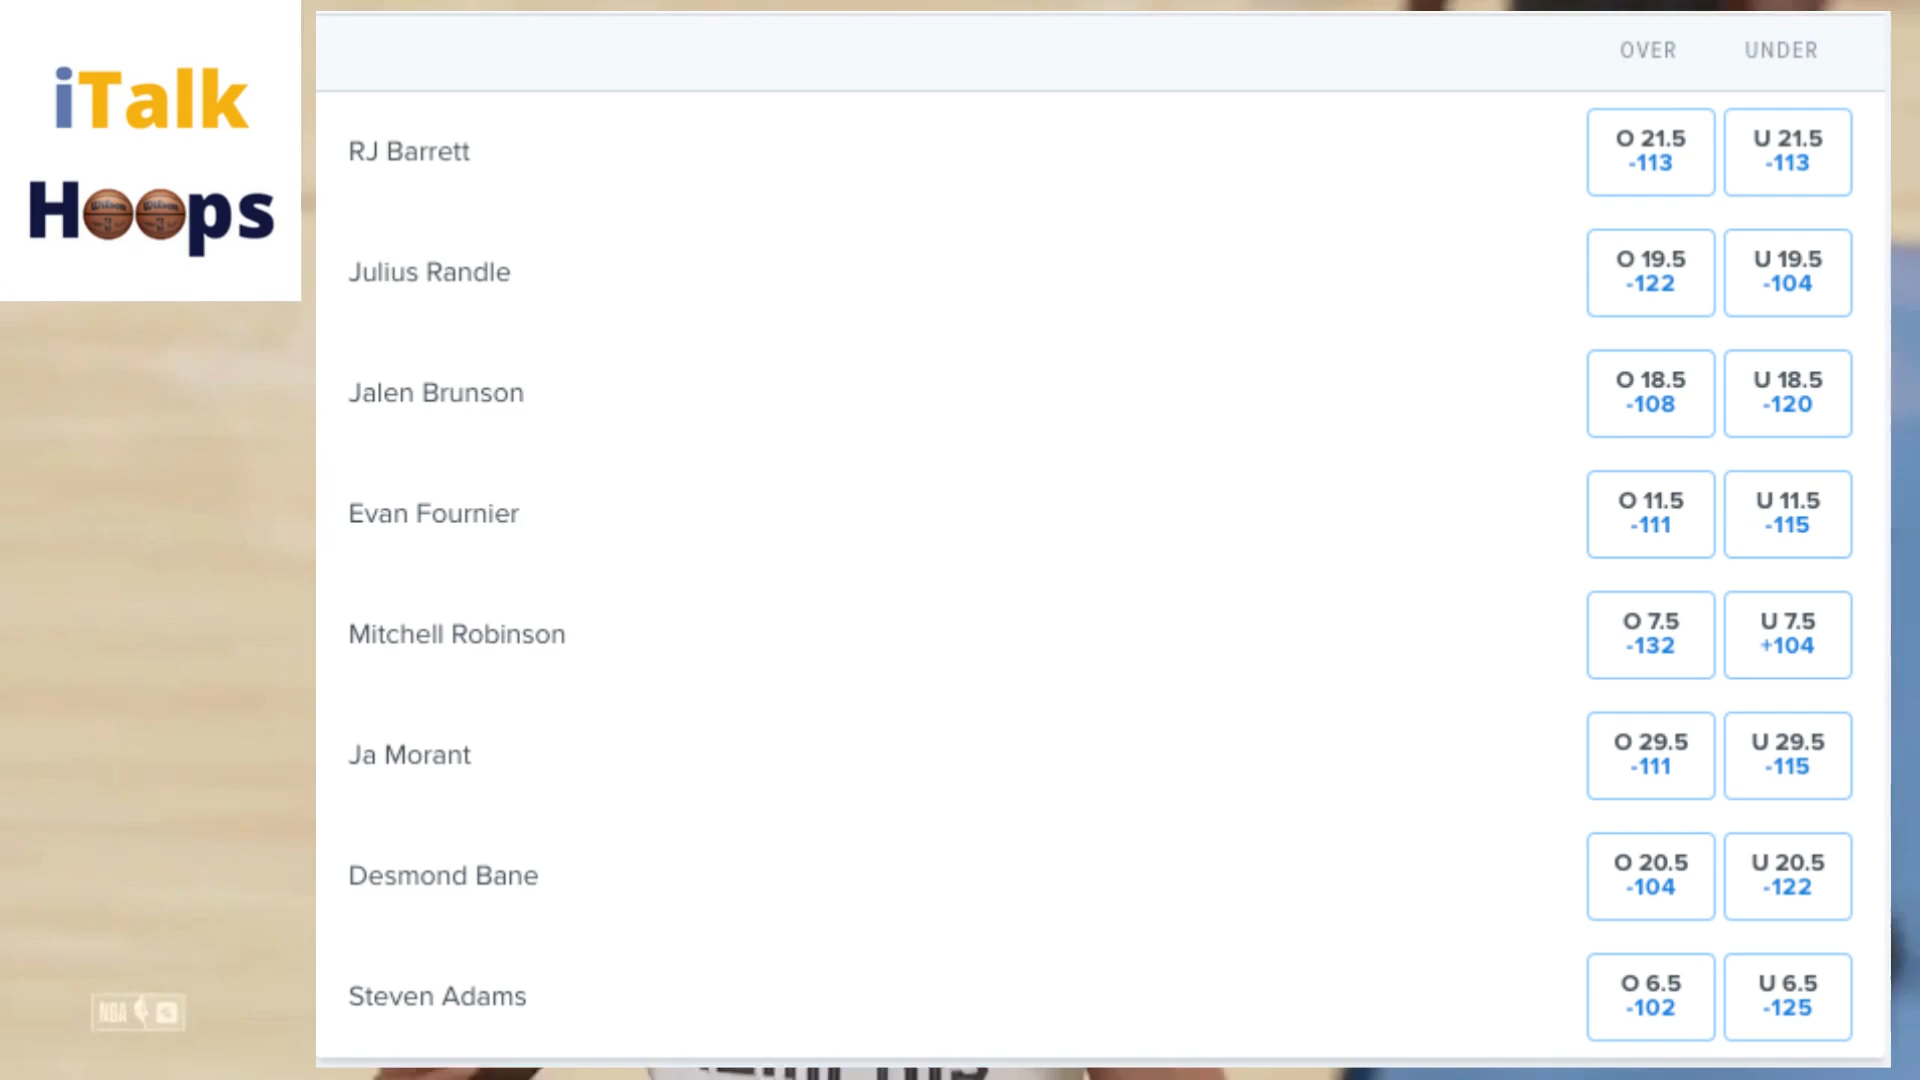 iTalk
Hoops
OVER UNDER
RJ Barrett
O 21.5 U 21.5
-113 -113
Julius Randle
O 19.5 U 19.5
-122 -104
Jalen Brunson
O 18.5 U 18.5
-108 -120
Evan Fournier
O 11.5 U 11.5
-111 -115
Mitchell Robinson
O 7.5 U 7.5
-132 +104
Ja Morant
O 29.5 U 29.5
-111 -115
Desmond Bane
O 20.5 U 20.5
-104 -122
Steven Adams
O 6.5 U 6.5
-102 -125
NBA